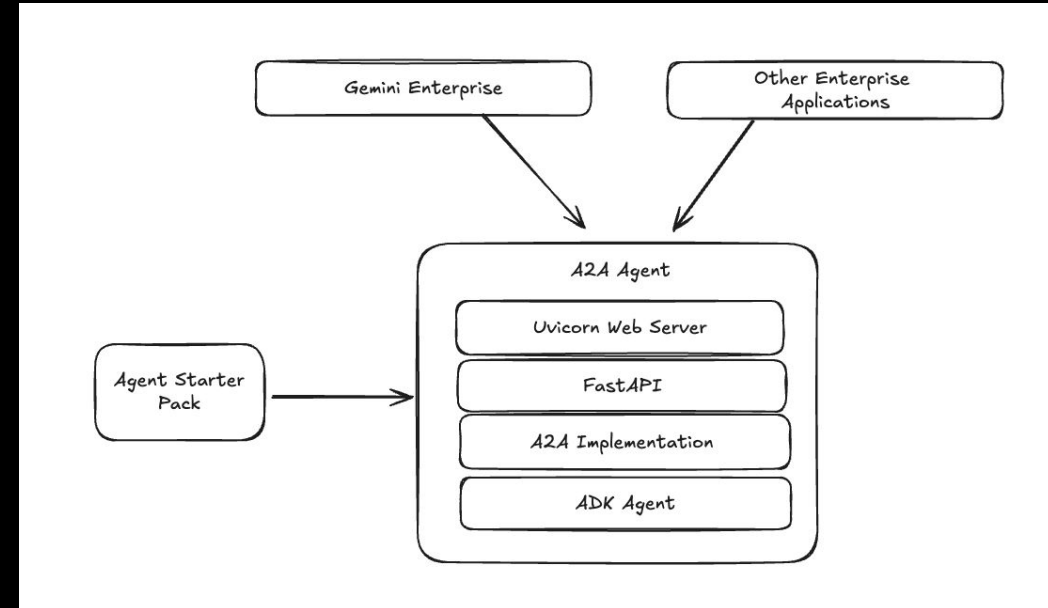 Gemini Enterprise
Other Enterprise
Applications
A2A Agent
Uvicorn Web Server
FastAPI
A2A Implementation
ADK Agent
Agent Starter
Pack